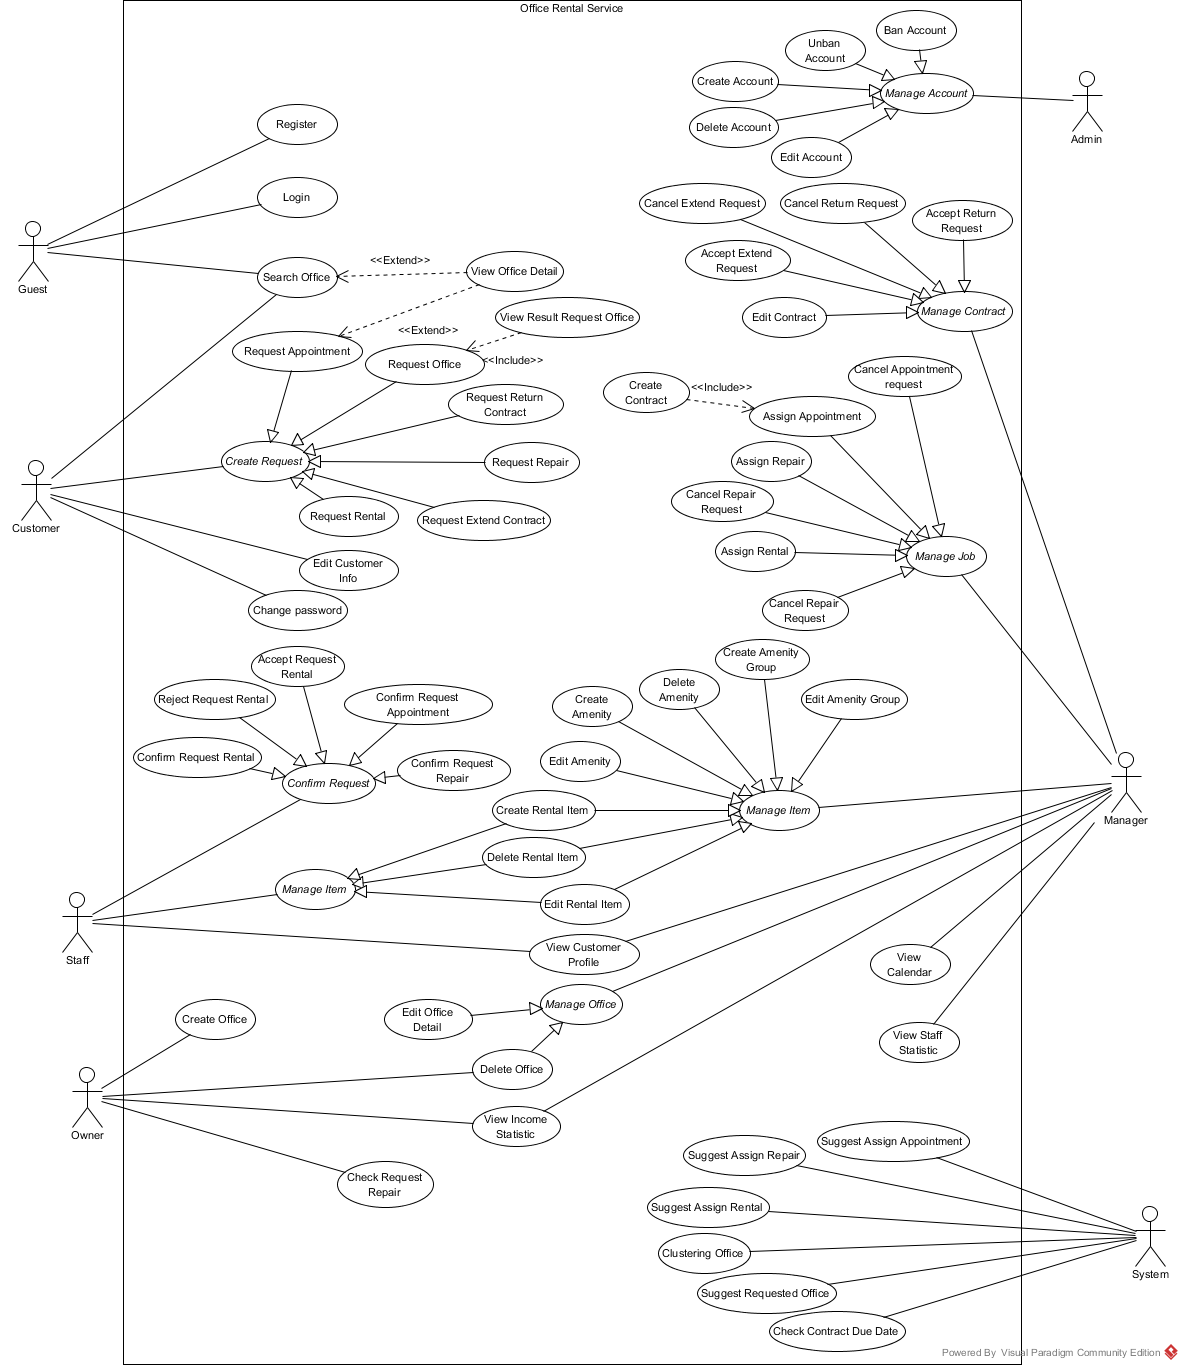 Office Rental Service
Ban Account
Unban
Account
Create Account
Manage Account
Delete Account
Edit Account
Admin
Register
Login
Search Office
Guest
<<Extend>>
View Office Detail
View Result Request Office
<<Extend>>
<<Include>>
Request Appointment
Request Office
Request Return
Contract
Create Request
Request Repair
Request Rental
Request Extend Contract
Customer
Edit Customer
Info
Change password
Cancel Extend Request
Cancel Return Request
Accept Return
Request
Accept Extend
Request
Edit Contract
Manage Contract
Cancel Appointment
request
Create
Contract
<<Include>>
Assign Appointment
Assign Repair
Cancel Repair
Request
Assign Rental
Manage Job
Cancel Repair
Request
Accept Request
Rental
Reject Request Rental
Confirm Request
Appointment
Confirm Request Rental
Confirm Request
Repair
Confirm Request
Create Amenity
Group
Delete
Amenity
Edit Amenity Group
Create
Amenity
Edit Amenity
Create Rental Item
Manage Item
Delete Rental Item
Manage Item
Edit Rental Item
Manager
Staff
View Customer
Profile
View
Calendar
Manage Office
Edit Office
Detail
Create Office
View Staff
Statistic
Delete Office
Owner
View Income
Statistic
Check Request
Repair
Suggest Assign Appointment
Suggest Assign Repair
Suggest Assign Rental
Clustering Office
Suggest Requested Office
Check Contract Due Date
System
Powered By Visual Paradigm Community Edition